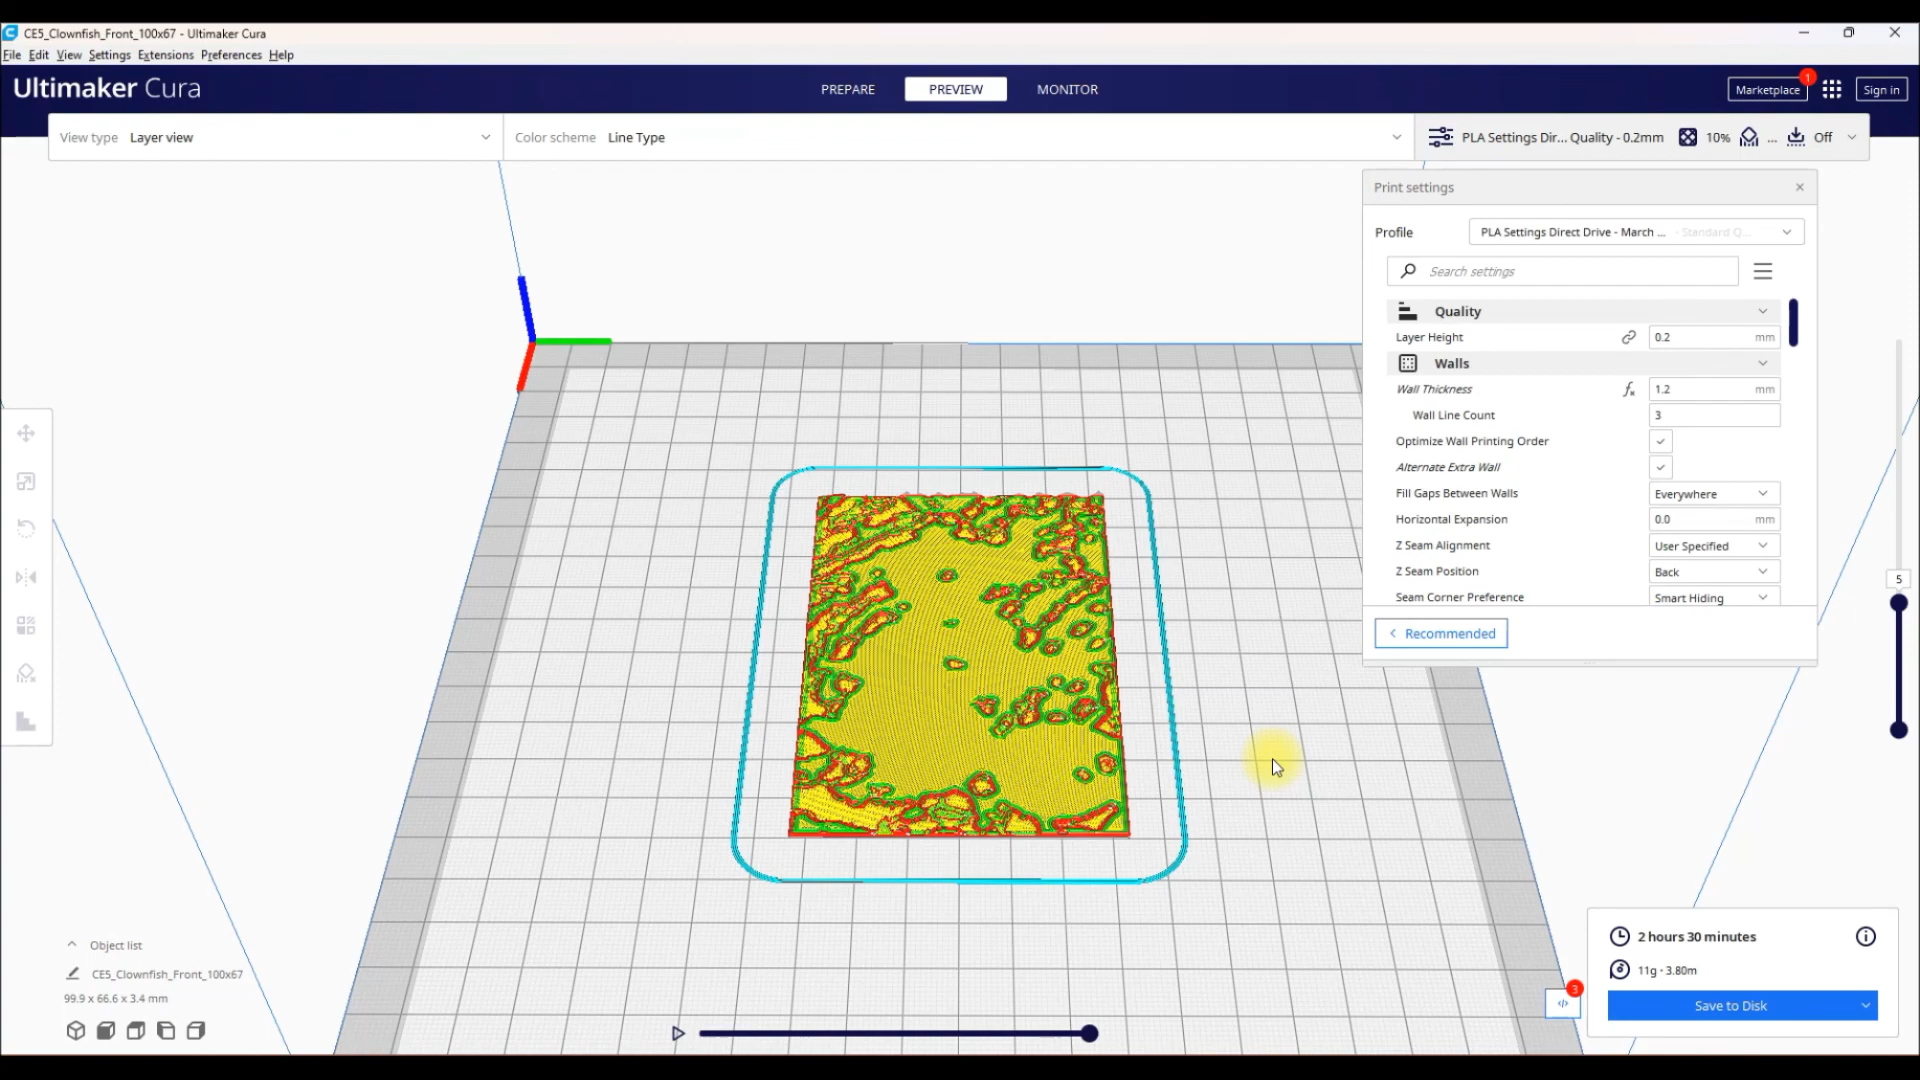 CE5_Clownfish_Front_100x67 - Ultimaker Cura
File Edit View Settings Extensions Preferences Help
Ultimaker Cura
PREPARE PREVIEW MONITOR
Marketplace 1 Sign in
View type Layer view
Color scheme Line Type
PLA Settings Dir... Quality - 0.2mm 10% ... Off
Print settings
Profile PLA Settings Direct Drive - March ... - Standard Q...
Search settings
Quality
Layer Height 0.2 mm
Walls
Wall Thickness 1.2 mm
Wall Line Count 3
Optimize Wall Printing Order
Alternate Extra Wall
Fill Gaps Between Walls Everywhere
Horizontal Expansion 0.0 mm
Z Seam Alignment User Specified
Z Seam Position Back
Seam Corner Preference Smart Hiding
Recommended
5
Object list
CE5_Clownfish_Front_100x67
99.9 x 66.6 x 3.4 mm
2 hours 30 minutes
11g · 3.80m
3
Save to Disk